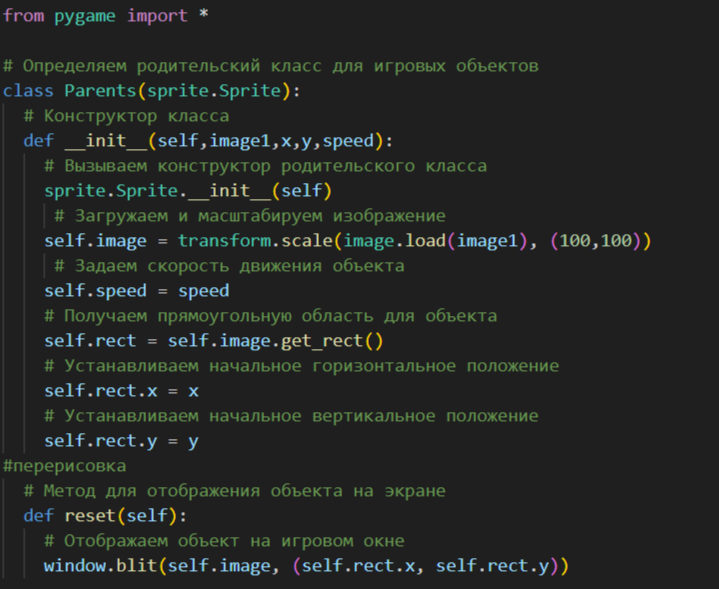 from pygame import *
# Определяем родительский класс для игровых объектов
class Parents(sprite.Sprite):
# Конструктор класса
def __init__(self,image1,x,y,speed):
# Вызываем конструктор родительского класса
sprite.Sprite.__init__(self)
# Загружаем и масштабируем изображение
self.image = transform.scale(image.load(image1), (100,100))
# Задаем скорость движения объекта
self.speed = speed
# Получаем прямоугольную область для объекта
self.rect = self.image.get_rect()
# Устанавливаем начальное горизонтальное положение
self.rect.x = x
# Устанавливаем начальное вертикальное положение
self.rect.y = y
#перерисовка
# Метод для отображения объекта на экране
def reset(self):
# Отображаем объект на игровом окне
window.blit(self.image, (self.rect.x, self.rect.y))